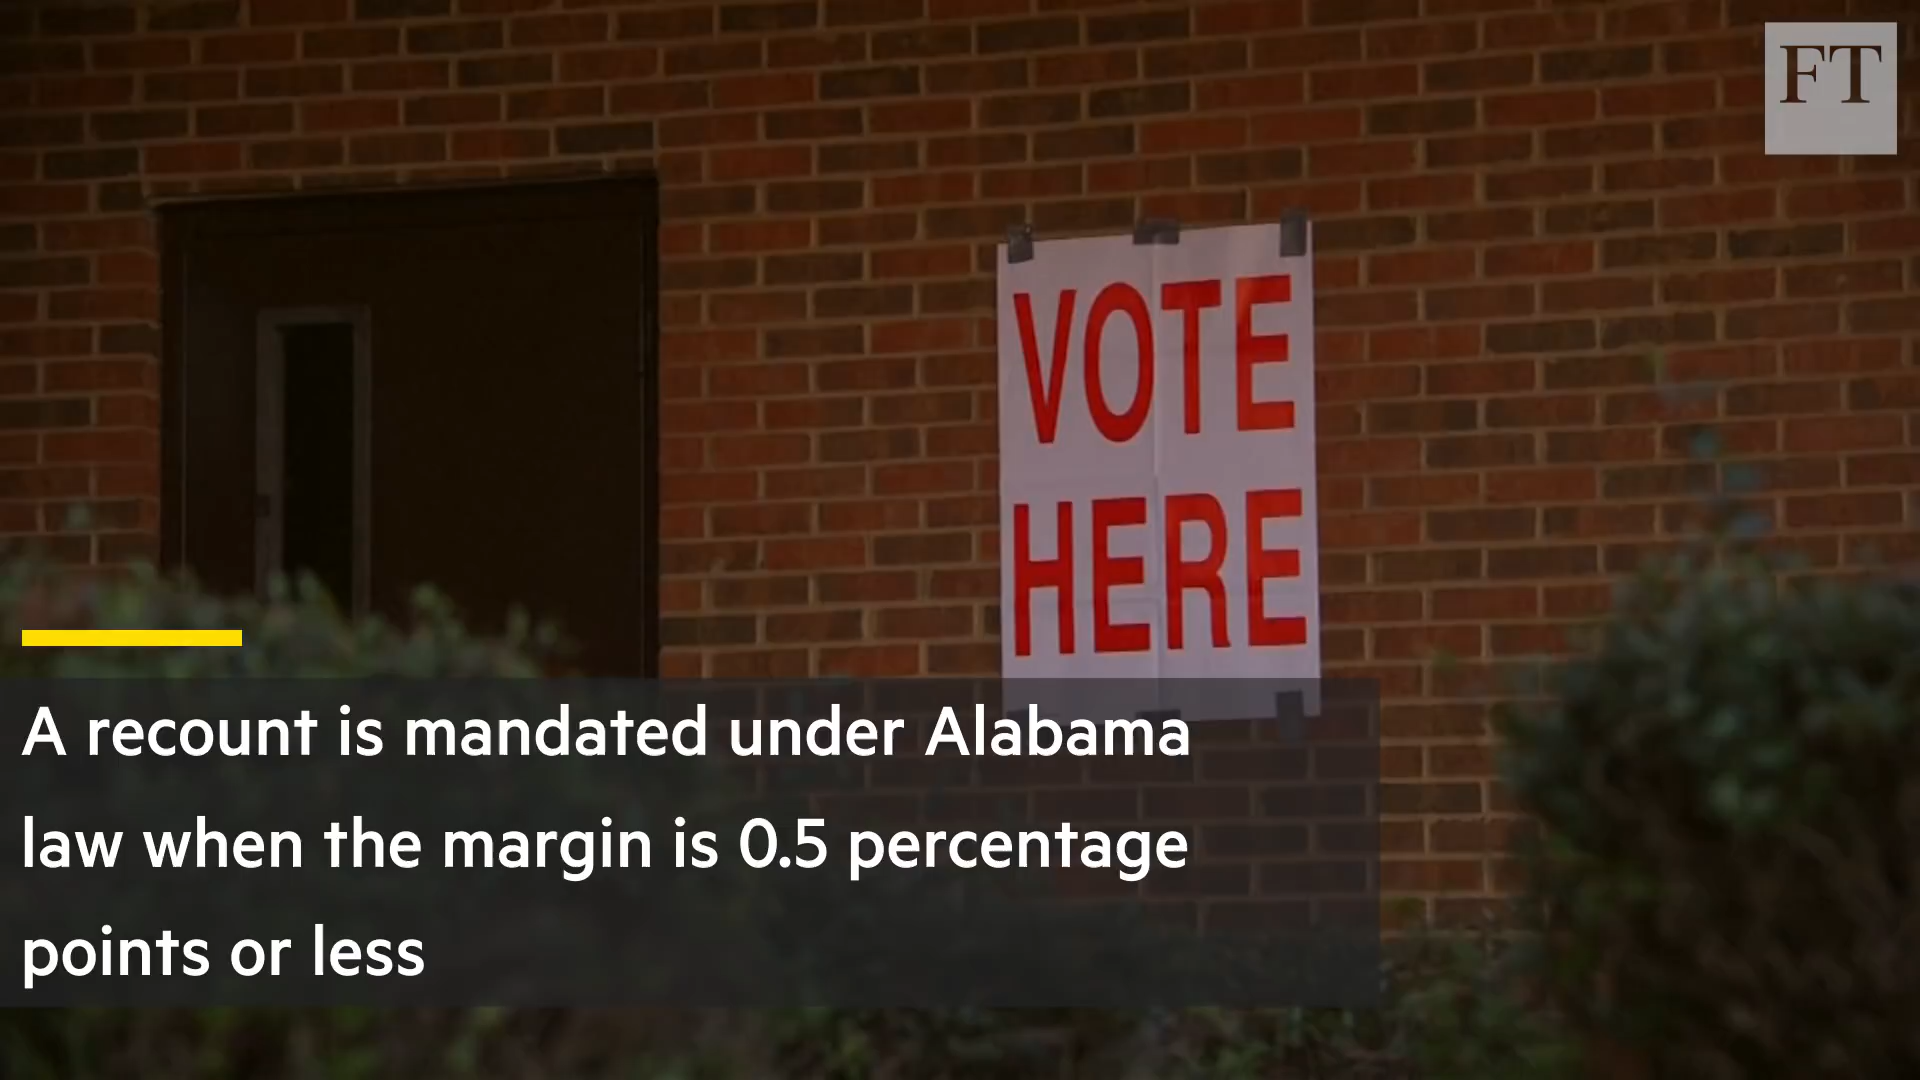 FT
VOTE
HERE
A recount is mandated under Alabama
law when the margin is 0.5 percentage
points or less